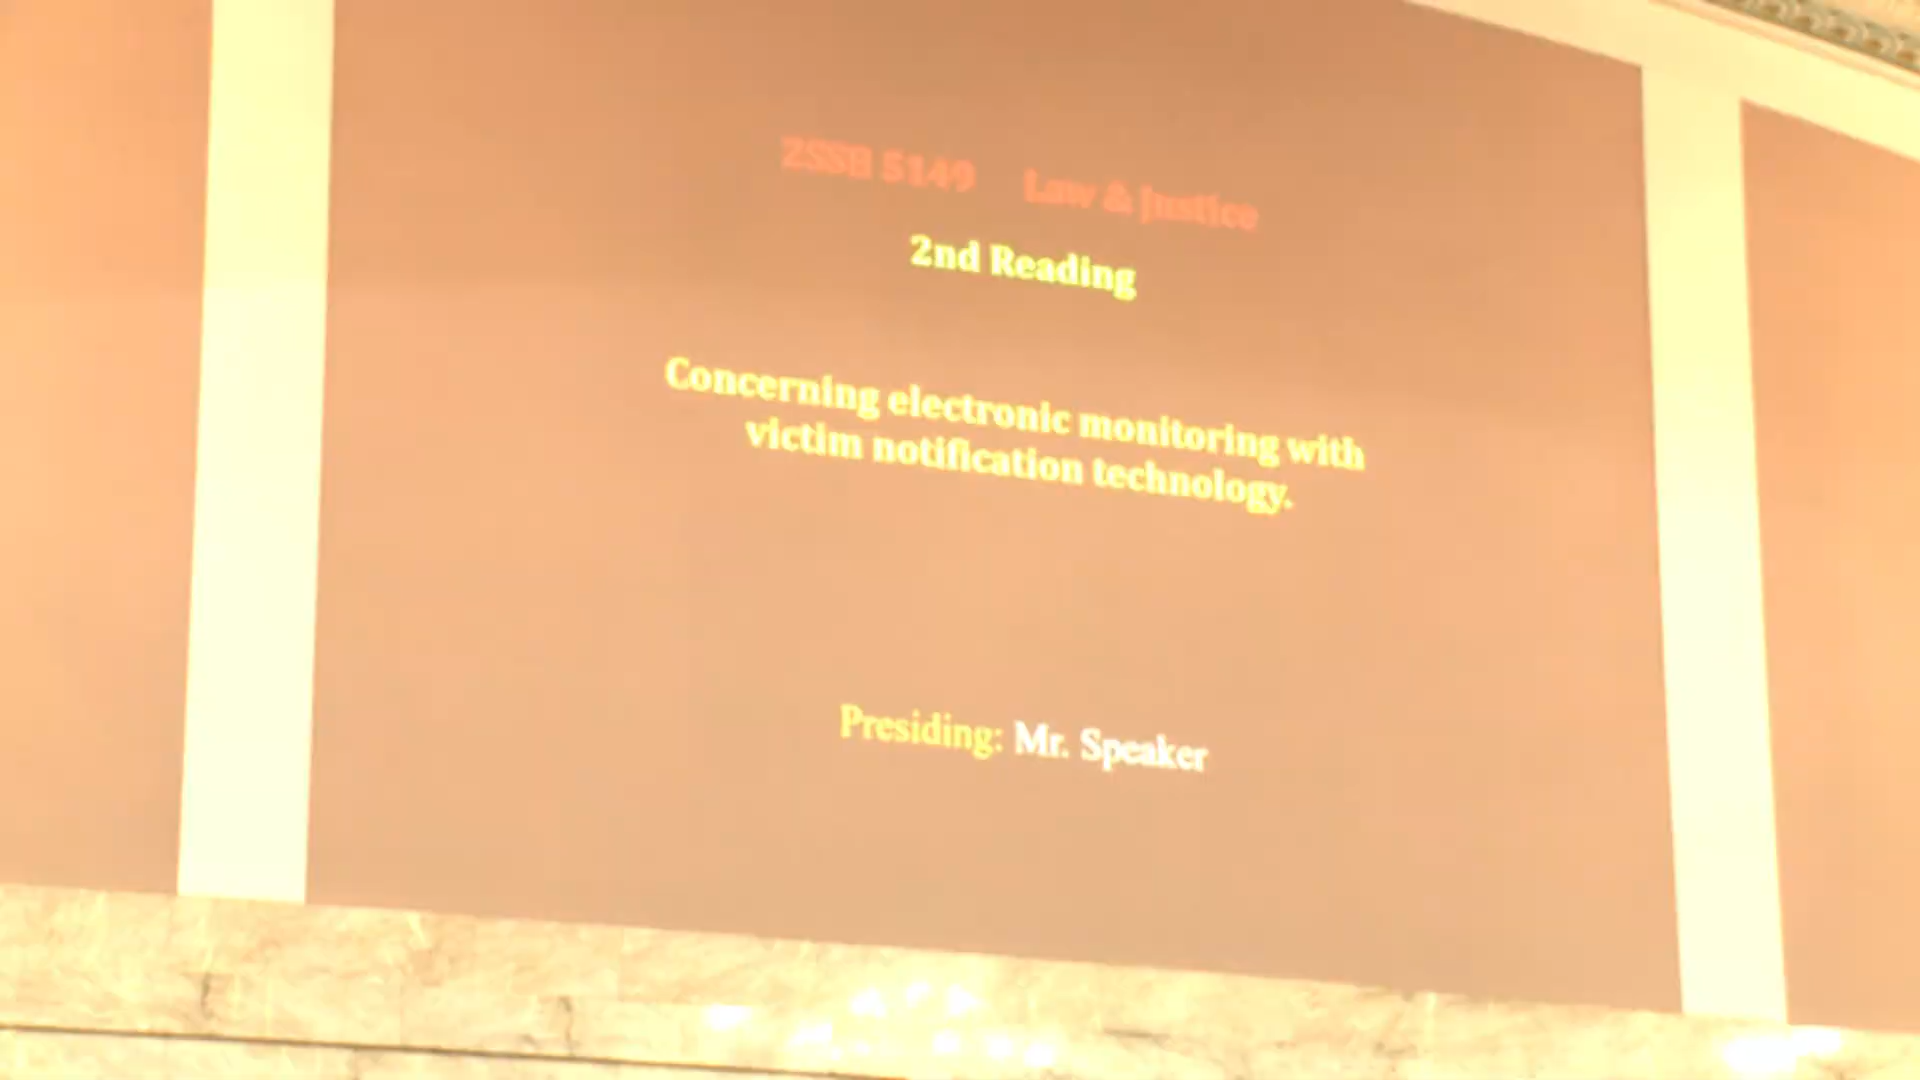 2SSB 5149 Law & Justice
2nd Reading
Concerning electronic monitoring with
victim notification technology.
Presiding: Mr. Speaker